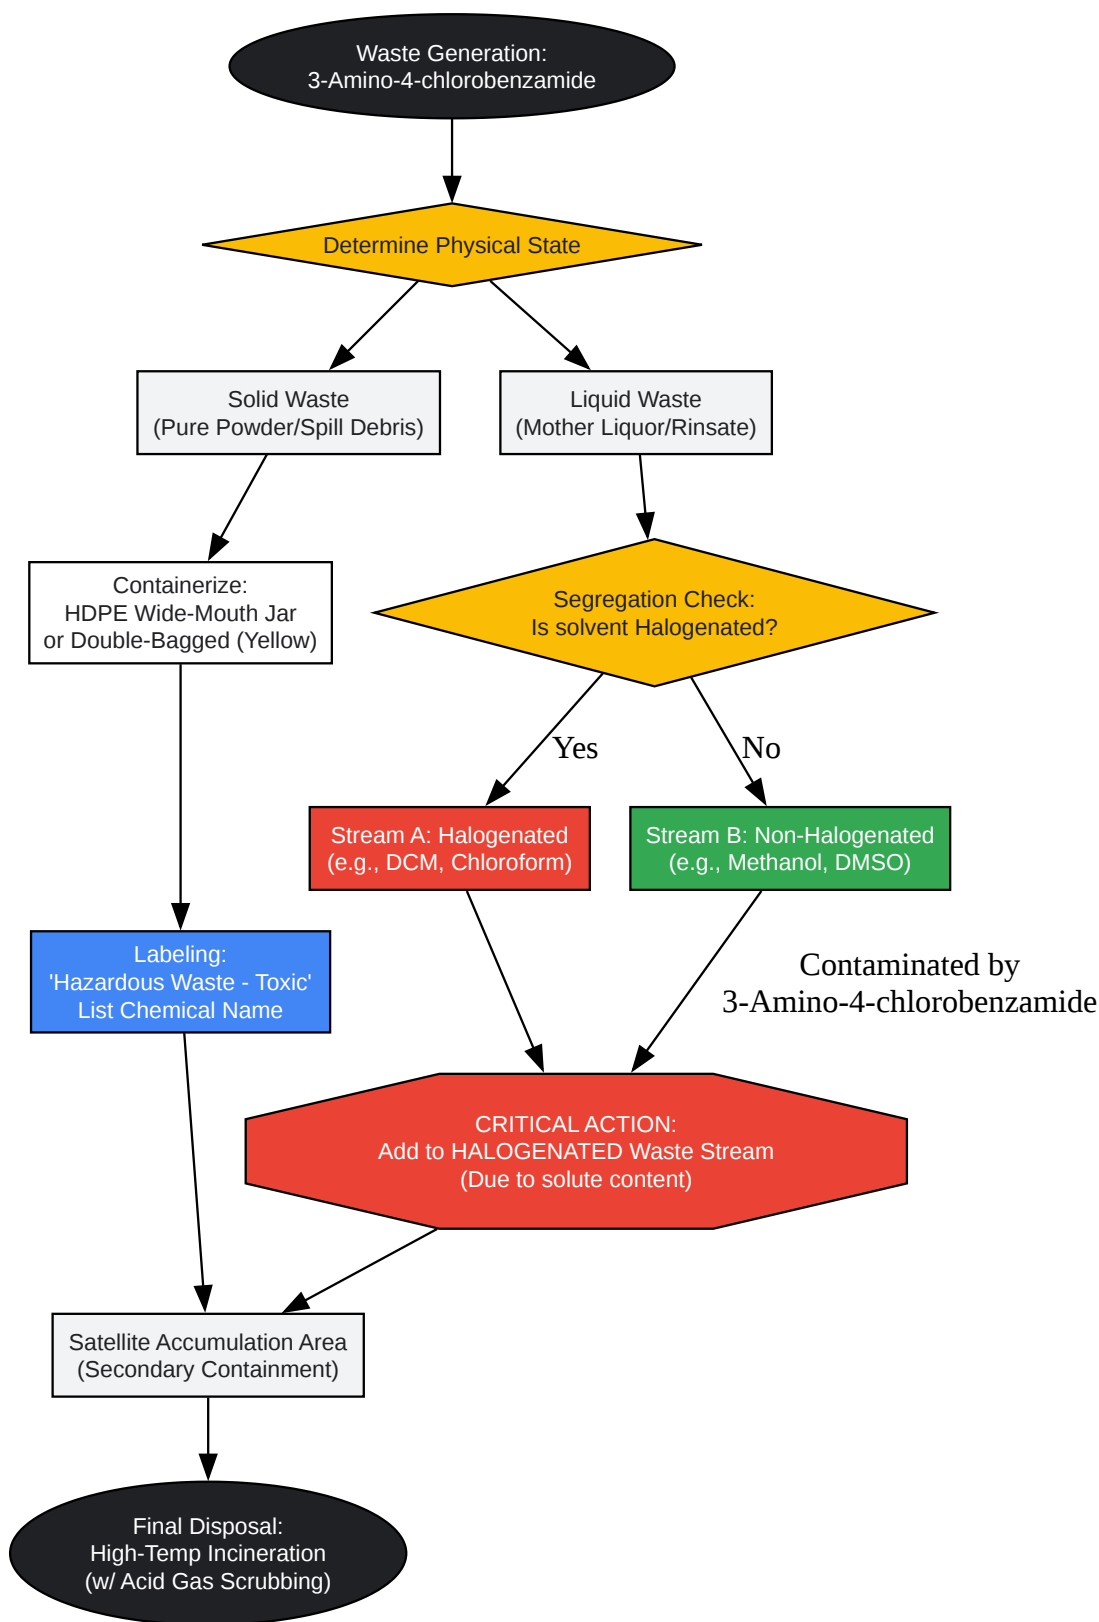 Waste Generation:
3-Amino-4-chlorobenzamide
Determine Physical State
Solid Waste
(Pure Powder/Spill Debris)
Liquid Waste
(Mother Liquor/Rinsate)
Containerize:
HDPE Wide-Mouth Jar
or Double-Bagged (Yellow)
Segregation Check:
Is solvent Halogenated?
Yes
No
Stream A: Halogenated
(e.g., DCM, Chloroform)
Stream B: Non-Halogenated
(e.g., Methanol, DMSO)
Labeling:
'Hazardous Waste - Toxic'
List Chemical Name
Contaminated by
3-Amino-4-chlorobenzamide
CRITICAL ACTION:
Add to HALOGENATED Waste Stream
(Due to solute content)
Satellite Accumulation Area
(Secondary Containment)
Final Disposal:
High-Temp Incineration
(w/ Acid Gas Scrubbing)